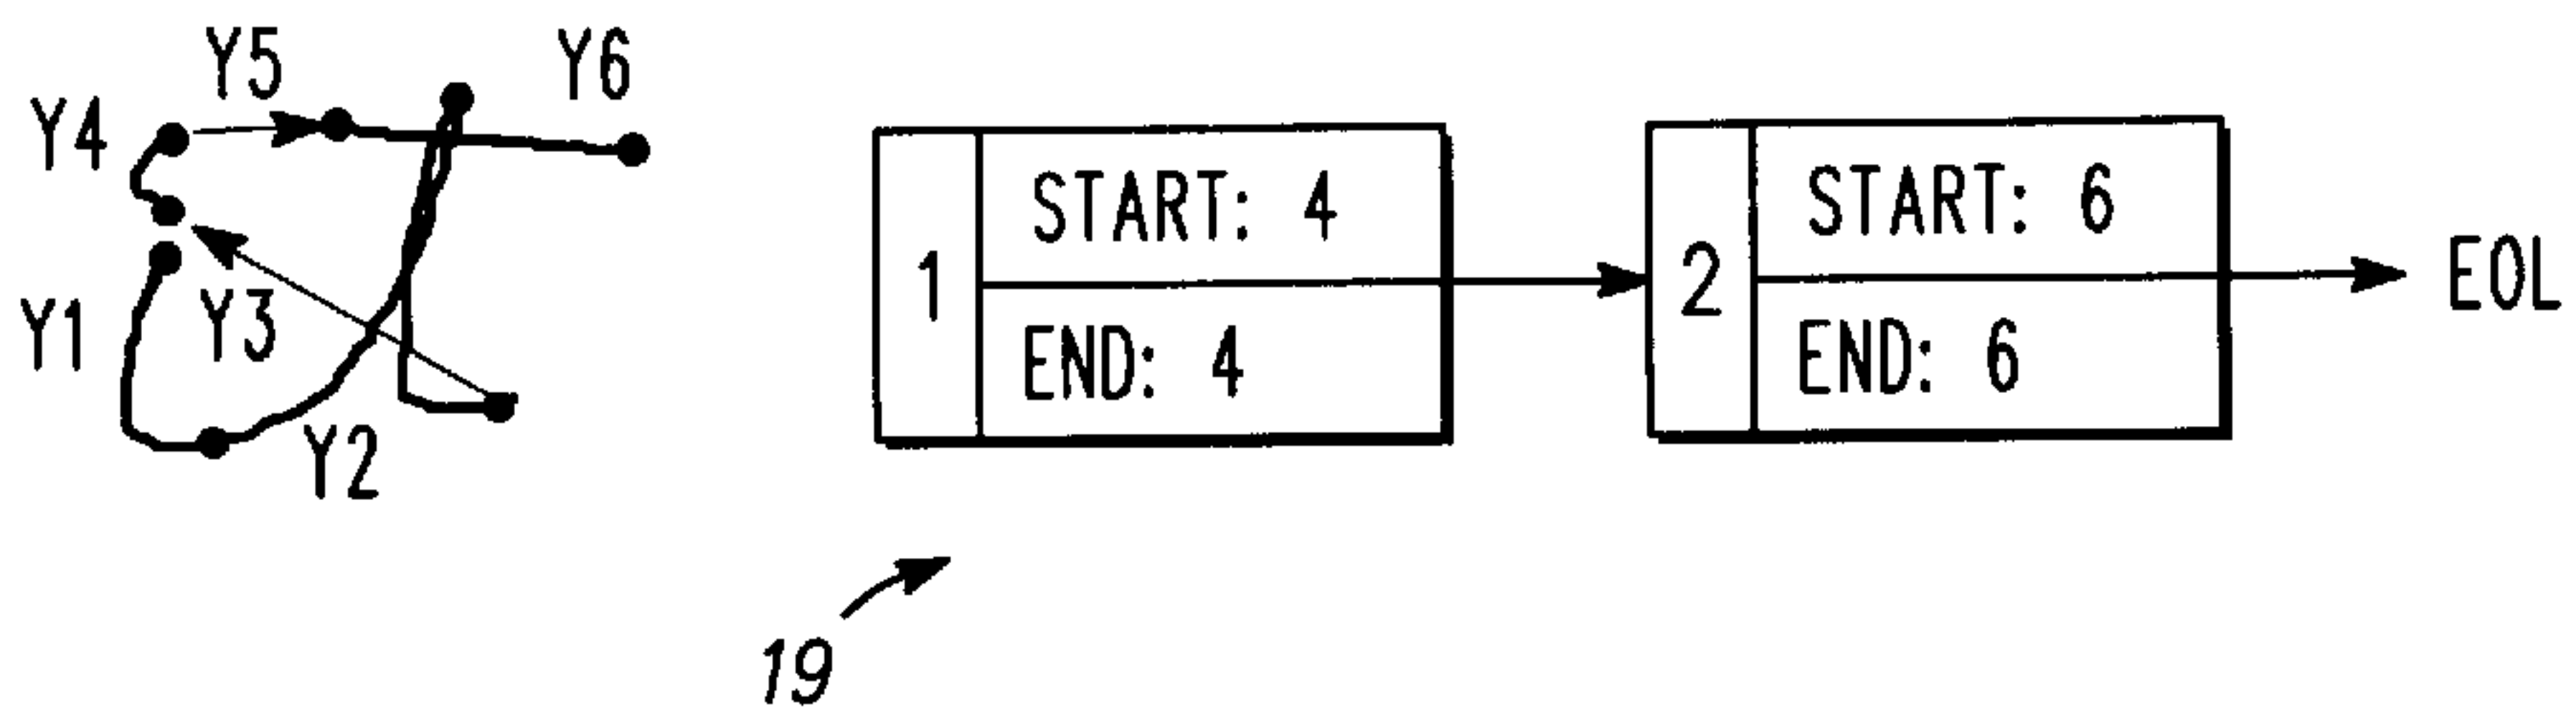 Y5
Y6
Y4
Y1
Y3
Y2
1
START: 4
END: 4
2
START: 6
END: 6
EOL
19